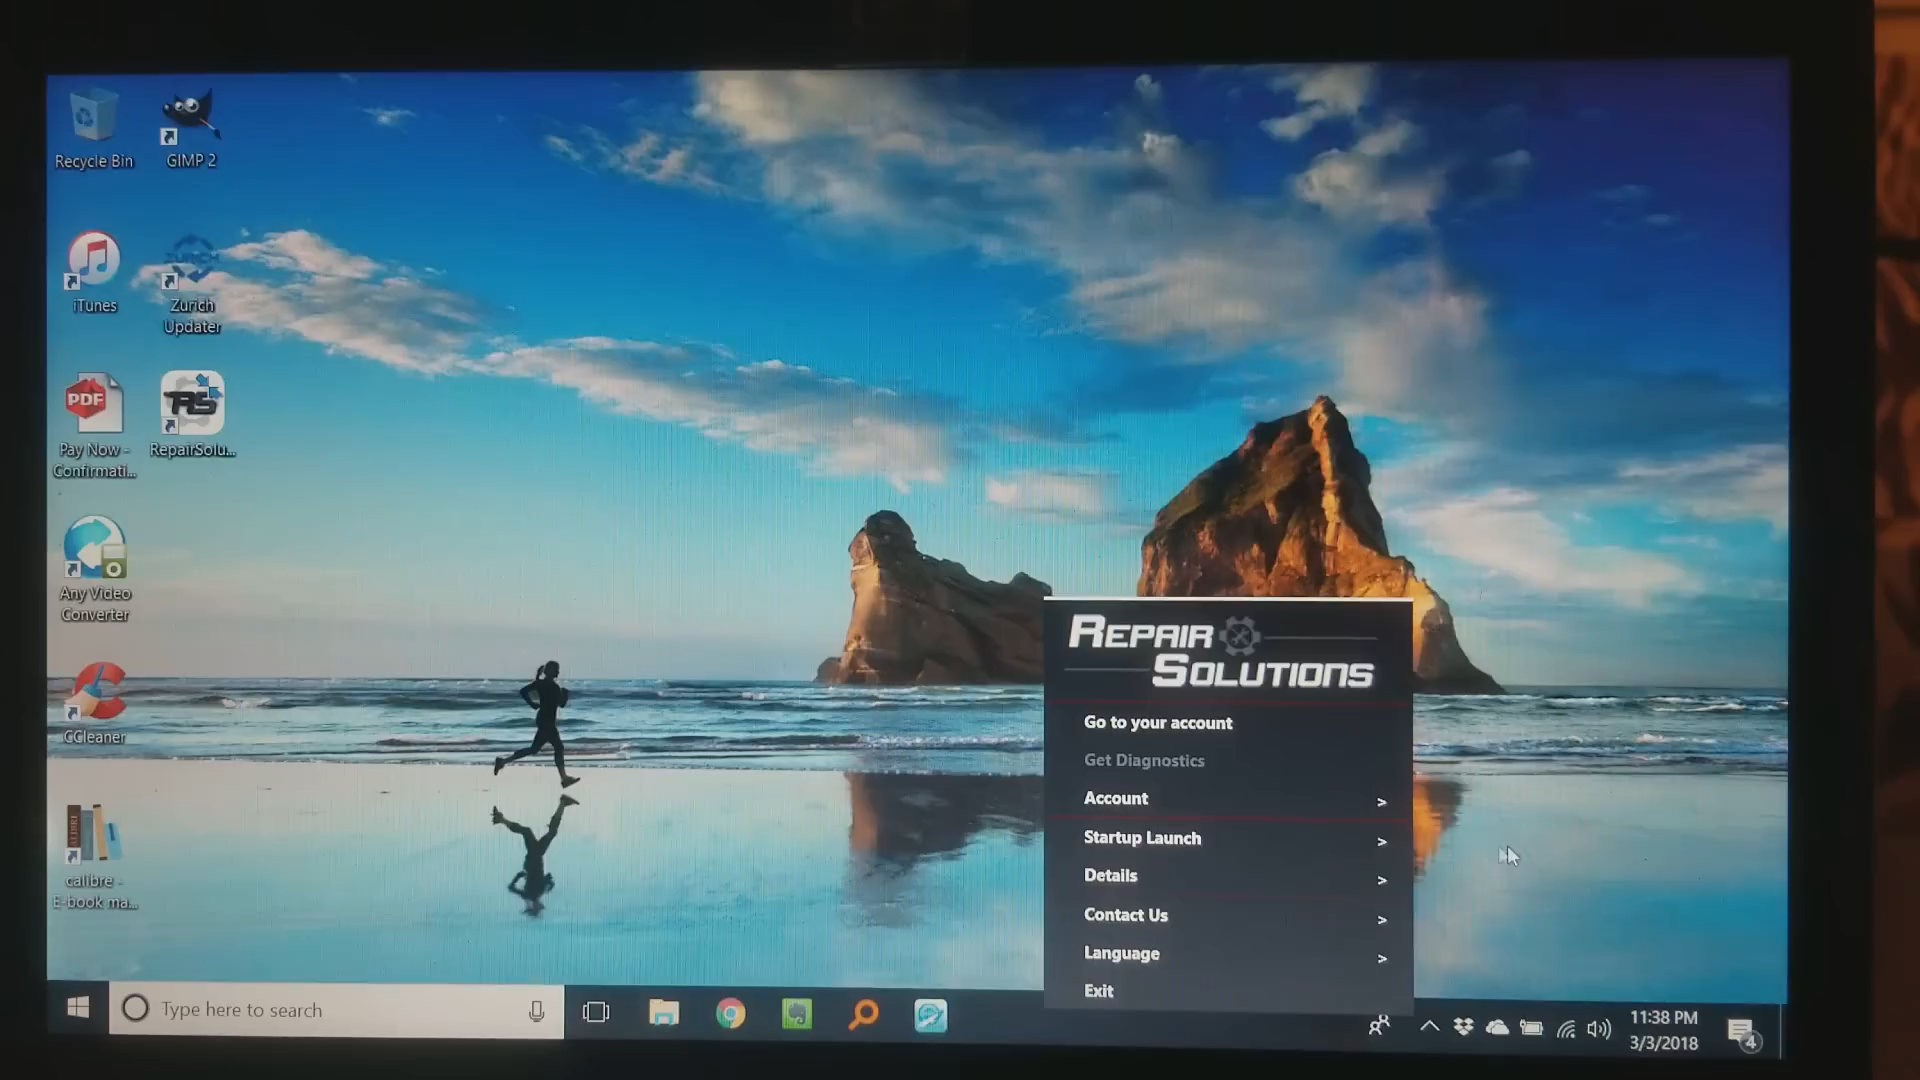 Recycle Bin
GIMP 2
iTunes
ZURICH
Zurich
Updater
PDF
Pay Now -
Confirmati...
RS
RepairSolu...
Any Video
Converter
CCleaner
calibre -
E-book ma...
REPAIR
SOLUTIONS
Go to your account
Get Diagnostics
Account >
Startup Launch >
Details >
Contact Us >
Language >
Exit
Type here to search
11:38 PM
3/3/2018
4